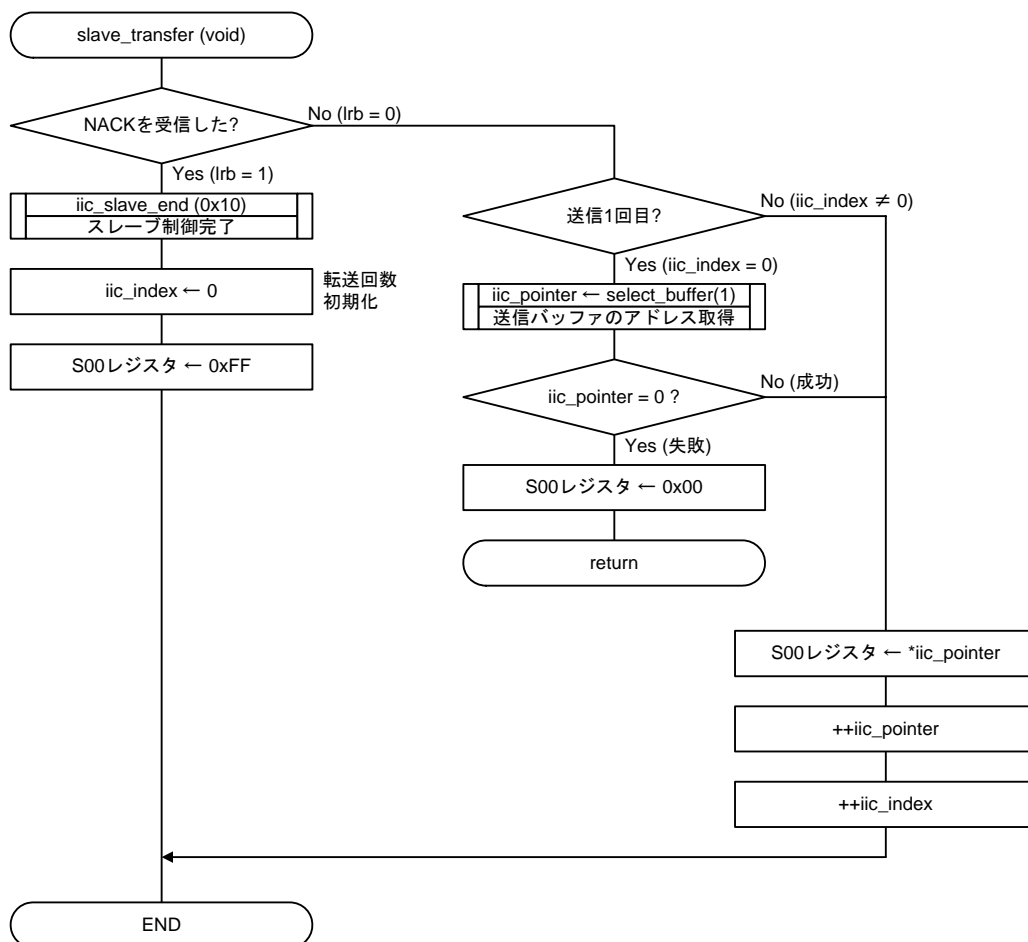 slave_transfer (void)
NACKを受信した?
No (lrb = 0)
Yes (lrb = 1)
iic_slave_end (0x10)
スレーブ制御完了
iic_index ← 0
転送回数
初期化
S00レジスタ ← 0xFF
送信1回目?
No (iic_index ≠ 0)
Yes (iic_index = 0)
iic_pointer ← select_buffer(1)
送信バッファのアドレス取得
iic_pointer = 0 ?
No (成功)
Yes (失敗)
S00レジスタ ← 0x00
return
S00レジスタ ← *iic_pointer
++iic_pointer
++iic_index
END